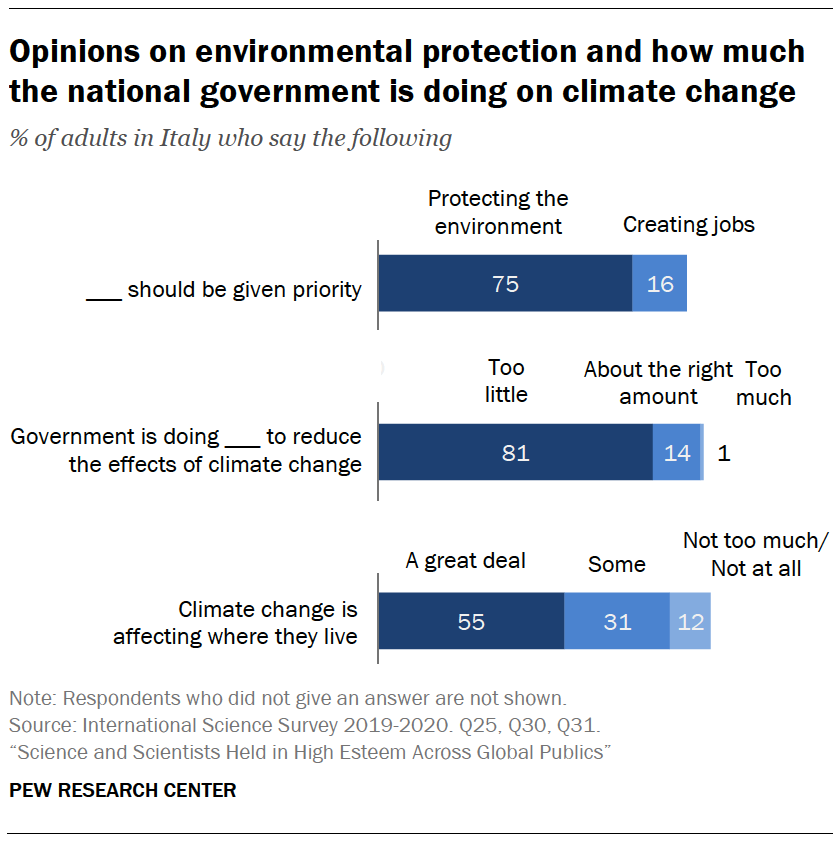 Opinions on environmental protection and how much
the national government is doing on climate change
% of adults in Italy who say the following
Protecting the
environment
Creating jobs
___ should be given priority
75
16
Too
little
About the right
amount
Too
much
Government is doing ___ to reduce
the effects of climate change
81
14
1
A great deal
Some
Not too much/
Not at all
Climate change is
affecting where they live
55
31
12
Note: Respondents who did not give an answer are not shown.
Source: International Science Survey 2019-2020. Q25, Q30, Q31.
“Science and Scientists Held in High Esteem Across Global Publics”
PEW RESEARCH CENTER